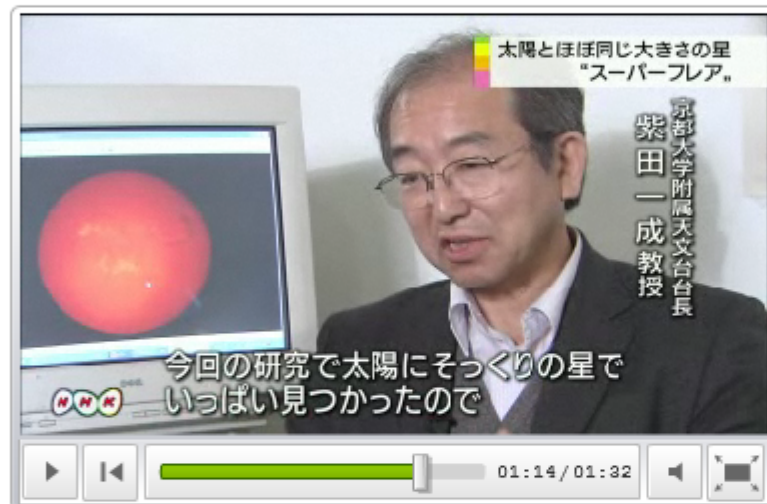 太陽とほぼ同じ大きさの星
“スーパーフレア„
京都大学附属天文台台長
紫田一成教授
今回の研究で太陽にそっくりの星で
いっぱい見つかったので
NHK
01:14/01:32